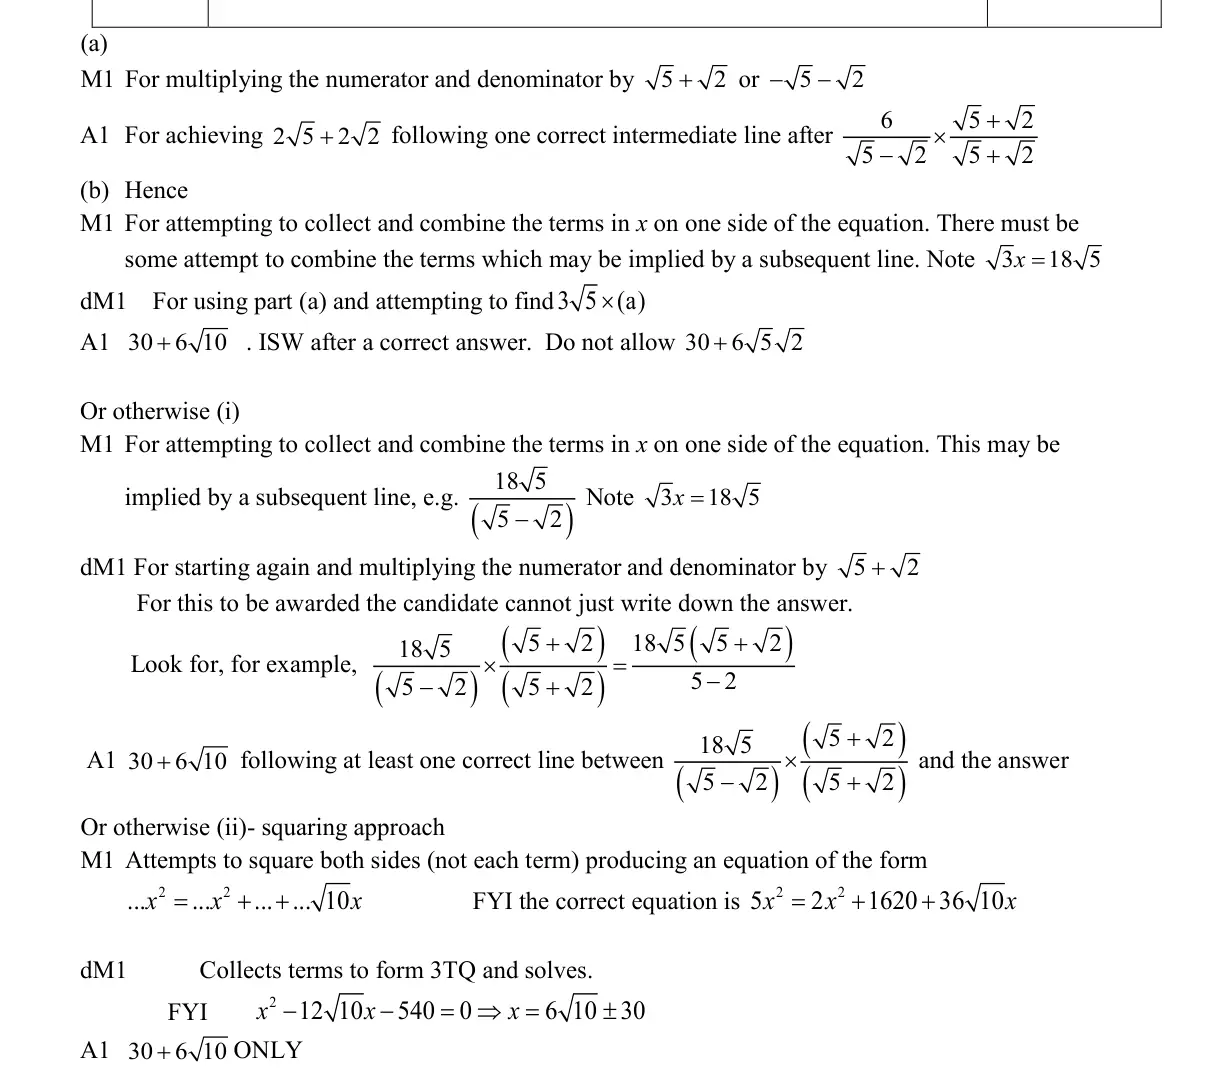 (a)
M1 For multiplying the numerator and denominator by √5 + √2 or −√5 − √2
A1 For achieving 2√5 + 2√2 following one correct intermediate line after 6/(√5 − √2) × (√5 + √2)/(√5 + √2)
(b) Hence
M1 For attempting to collect and combine the terms in x on one side of the equation. There must be
some attempt to combine the terms which may be implied by a subsequent line. Note √3x = 18√5
dM1 For using part (a) and attempting to find 3√5 × (a)
A1 30 + 6√10 . ISW after a correct answer. Do not allow 30 + 6√5√2
Or otherwise (i)
M1 For attempting to collect and combine the terms in x on one side of the equation. This may be
implied by a subsequent line, e.g. 18√5/(√5 − √2) Note √3x = 18√5
dM1 For starting again and multiplying the numerator and denominator by √5 + √2
For this to be awarded the candidate cannot just write down the answer.
Look for, for example, 18√5/(√5 − √2) × (√5 + √2)/(√5 + √2) = 18√5(√5 + √2)/(5 − 2)
A1 30 + 6√10 following at least one correct line between 18√5/(√5 − √2) × (√5 + √2)/(√5 + √2) and the answer
Or otherwise (ii)- squaring approach
M1 Attempts to square both sides (not each term) producing an equation of the form
...x² = ...x² + ... + ...√10x FYI the correct equation is 5x² = 2x² + 1620 + 36√10x
dM1 Collects terms to form 3TQ and solves.
FYI x² − 12√10x − 540 = 0 ⇒ x = 6√10 ± 30
A1 30 + 6√10 ONLY